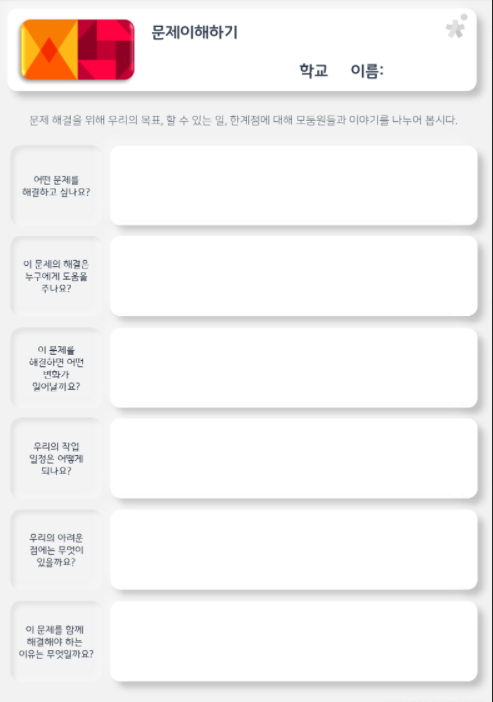 문제이해하기
학교 이름:
문제 해결을 위해 우리의 목표, 할 수 있는 일, 한계점에 대해 모둠원들과 이야기를 나누어 봅시다.
어떤 문제를
해결하고 싶나요?
이 문제의 해결은
누구에게 도움을
주나요?
이 문제를
해결하면 어떤
변화가
일어날까요?
우리의 작업
일정은 어떻게
되나요?
우리의 어려운
점에는 무엇이
있을까요?
이 문제를 함께
해결해야 하는
이유는 무엇일까요?